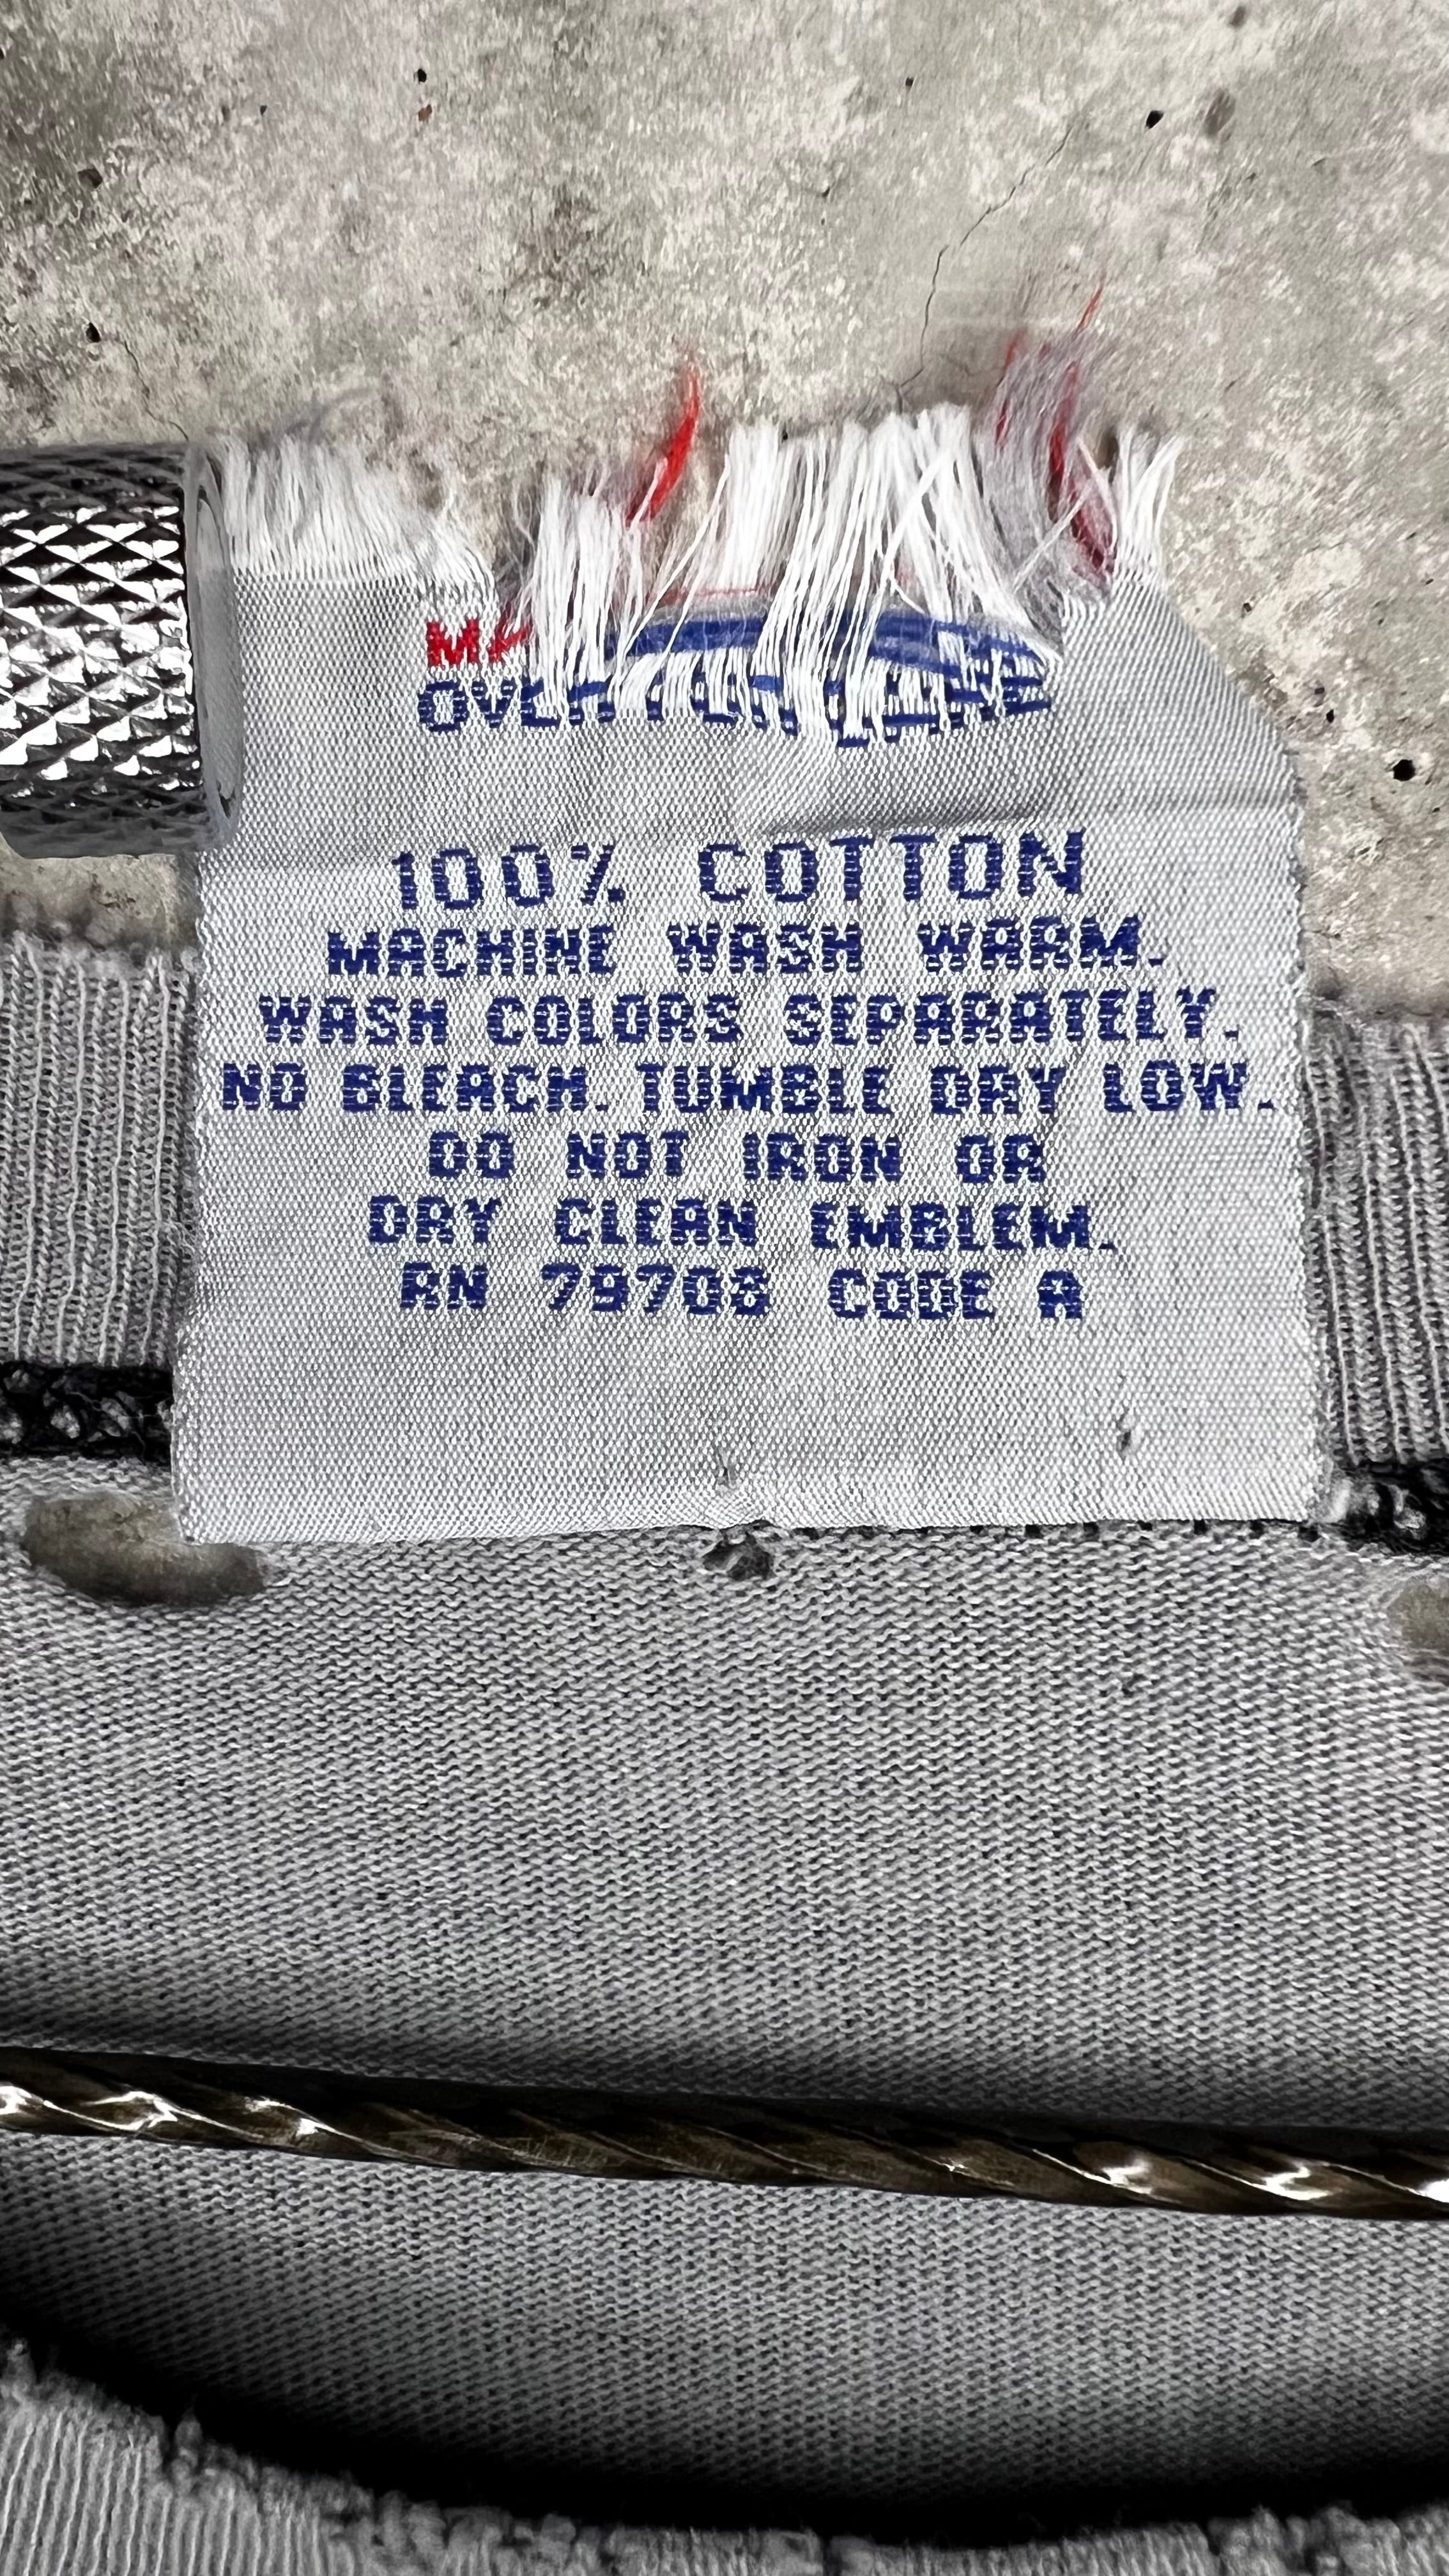 100% COTTON
MACHINE WASH WARM.
WASH COLORS SEPARATELY.
NO BLEACH. TUMBLE DRY LOW.
DO NOT IRON OR
DRY CLEAN EMBLEM.
RN 79708 CODE A